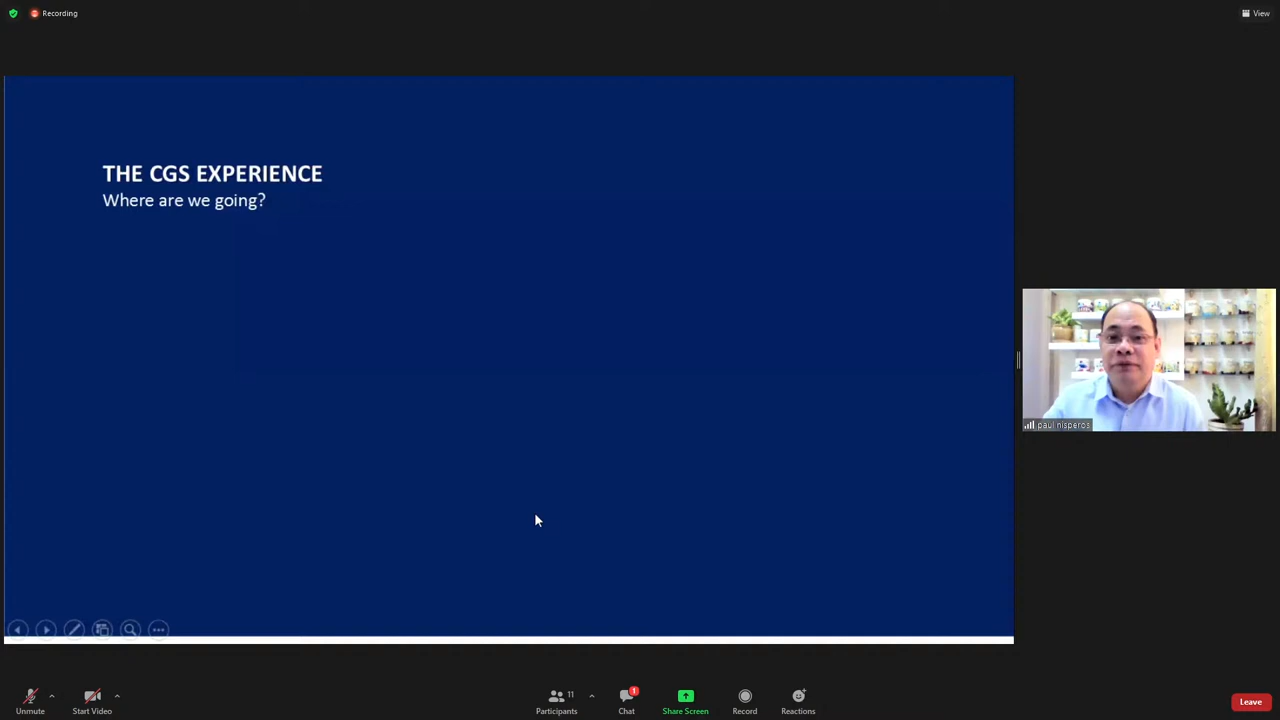 Recording
View
THE CGS EXPERIENCE
Where are we going?
paul nisperos
Unmute
Start Video
11
Participants
1
Chat
Share Screen
Record
Reactions
Leave